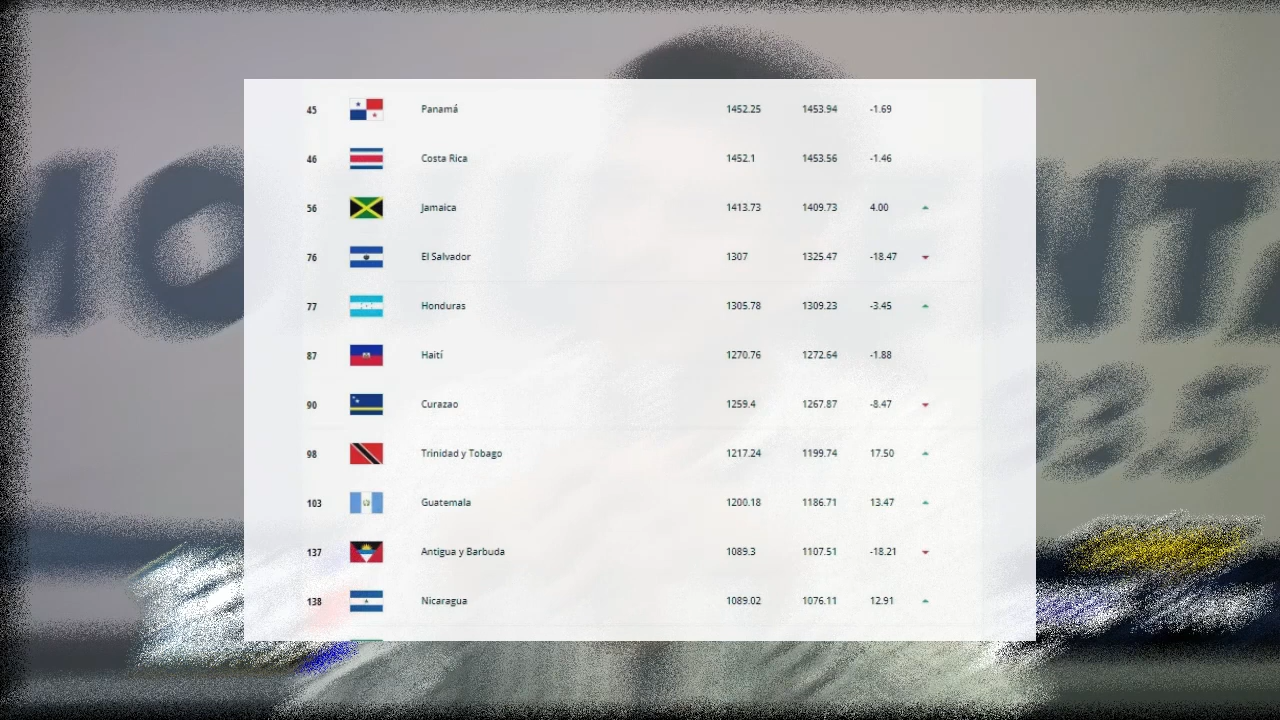 45 Panamá 1452.25 1453.94 -1.69
46 Costa Rica 1452.1 1453.56 -1.46
56 Jamaica 1413.73 1409.73 4.00
76 El Salvador 1307 1325.47 -18.47
77 Honduras 1305.78 1309.23 -3.45
87 Haití 1270.76 1272.64 -1.88
90 Curazao 1259.4 1267.87 -8.47
98 Trinidad y Tobago 1217.24 1199.74 17.50
103 Guatemala 1200.18 1186.71 13.47
137 Antigua y Barbuda 1089.3 1107.51 -18.21
138 Nicaragua 1089.02 1076.11 12.91